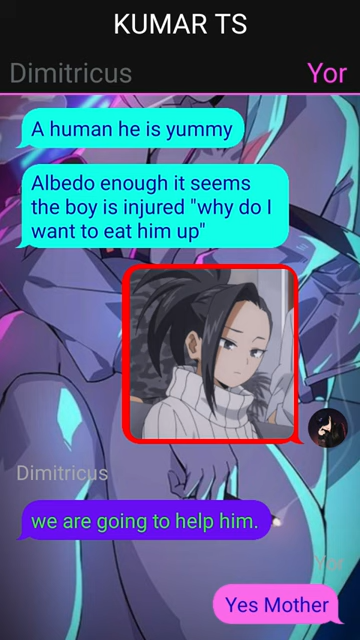 KUMAR TS
Dimitricus
Yor
A human he is yummy
Albedo enough it seems
the boy is injured "why do I
want to eat him up"
Dimitricus
we are going to help him.
Yor
Yes Mother